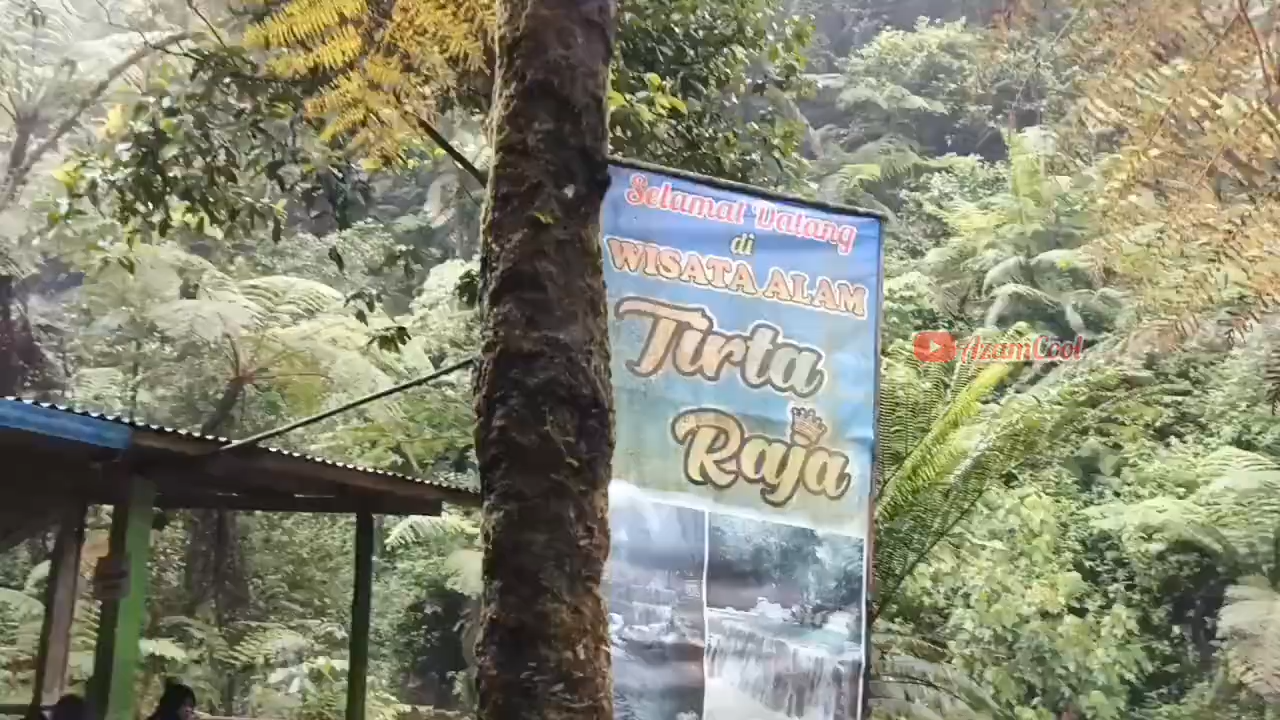 Selamat Datang
di
WISATA ALAM
Tirta
Raja
AzamCool